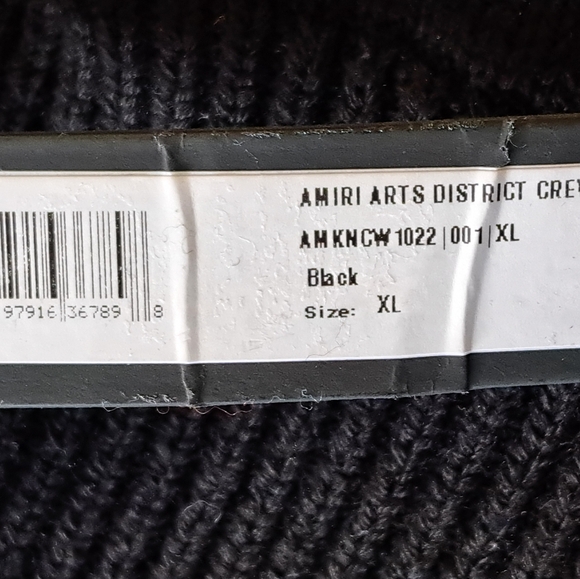 AMIRI ARTS DISTRICT CRE
AMKNCW1022|001|XL
Black
Size: XL
97916 36789 8